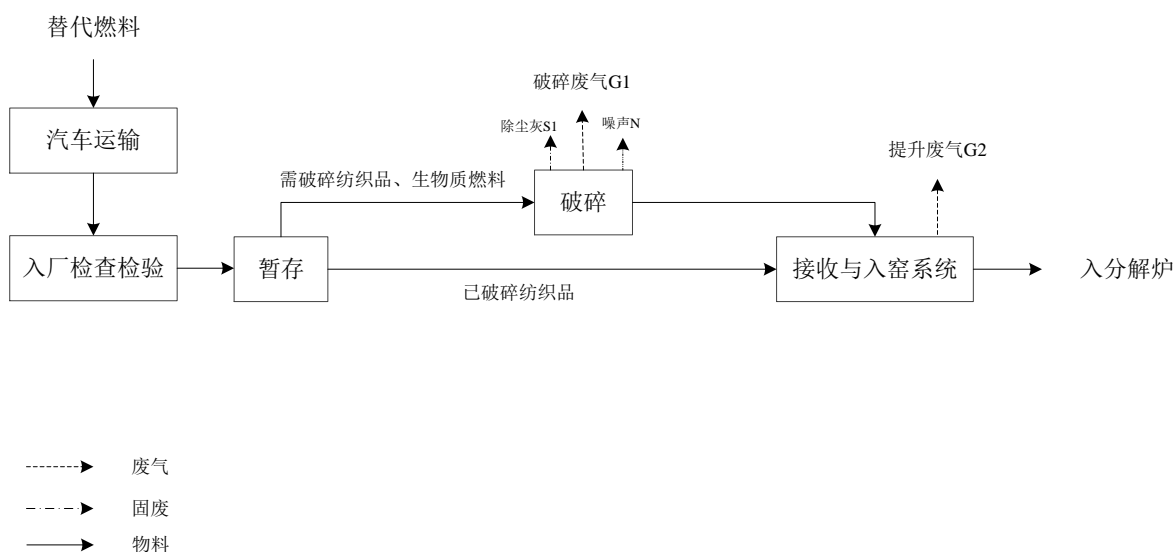 替代燃料
汽车运输
入厂检查检验
暂存
需破碎纺织品、生物质燃料
已破碎纺织品
破碎废气G1
除尘灰S1
噪声N
破碎
提升废气G2
接收与入窑系统
入分解炉
废气
固废
物料